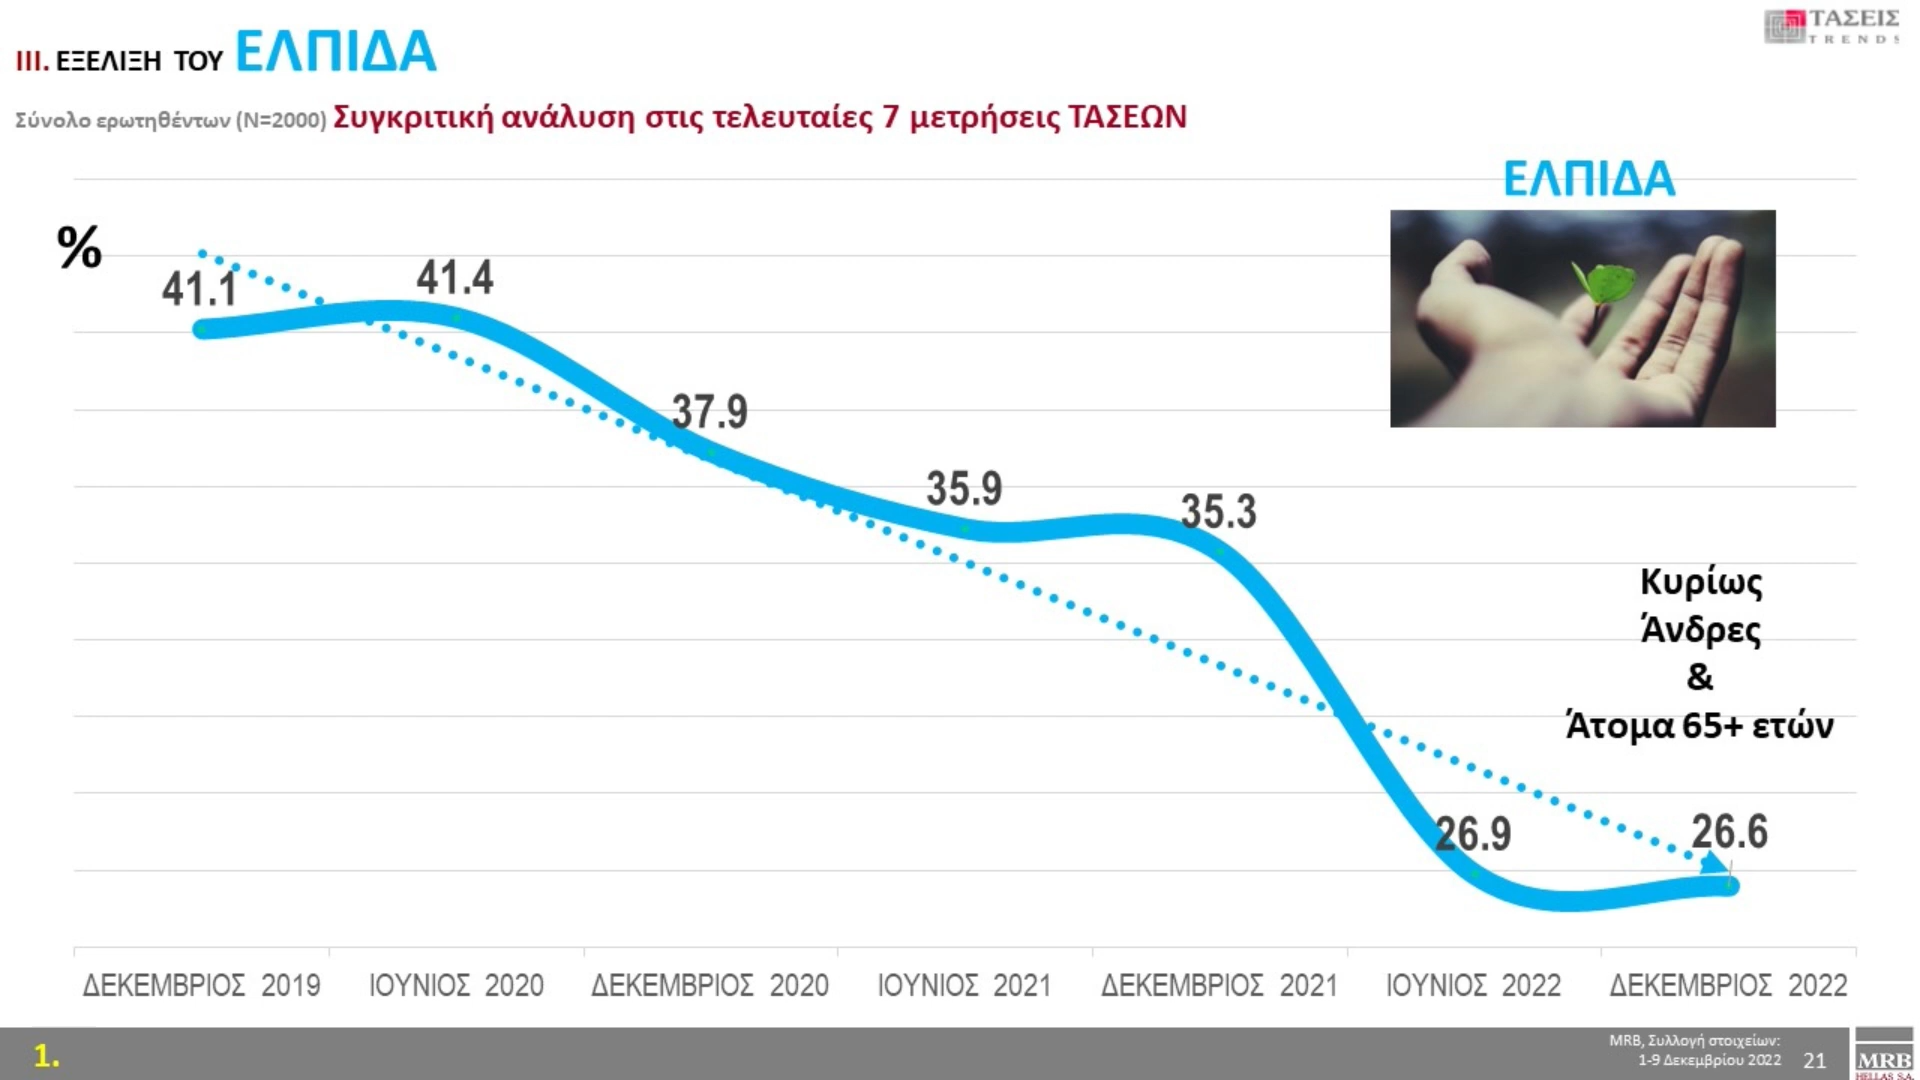 ΤΑΣΕΙΣ
TRENDS
III. ΕΞΕΛΙΞΗ ΤΟΥ ΕΛΠΙΔΑ
Σύνολο ερωτηθέντων (N=2000) Συγκριτική ανάλυση στις τελευταίες 7 μετρήσεις ΤΑΣΕΩΝ
ΕΛΠΙΔΑ
%
41.1
41.4
37.9
35.9
35.3
26.9
26.6
Κυρίως
Άνδρες
&
Άτομα 65+ ετών
ΔΕΚΕΜΒΡΙΟΣ 2019 ΙΟΥΝΙΟΣ 2020 ΔΕΚΕΜΒΡΙΟΣ 2020 ΙΟΥΝΙΟΣ 2021 ΔΕΚΕΜΒΡΙΟΣ 2021 ΙΟΥΝΙΟΣ 2022 ΔΕΚΕΜΒΡΙΟΣ 2022
1.
MRB, Συλλογή στοιχείων:
1-9 Δεκεμβρίου 2022
21
MRB
HELLAS S.A.